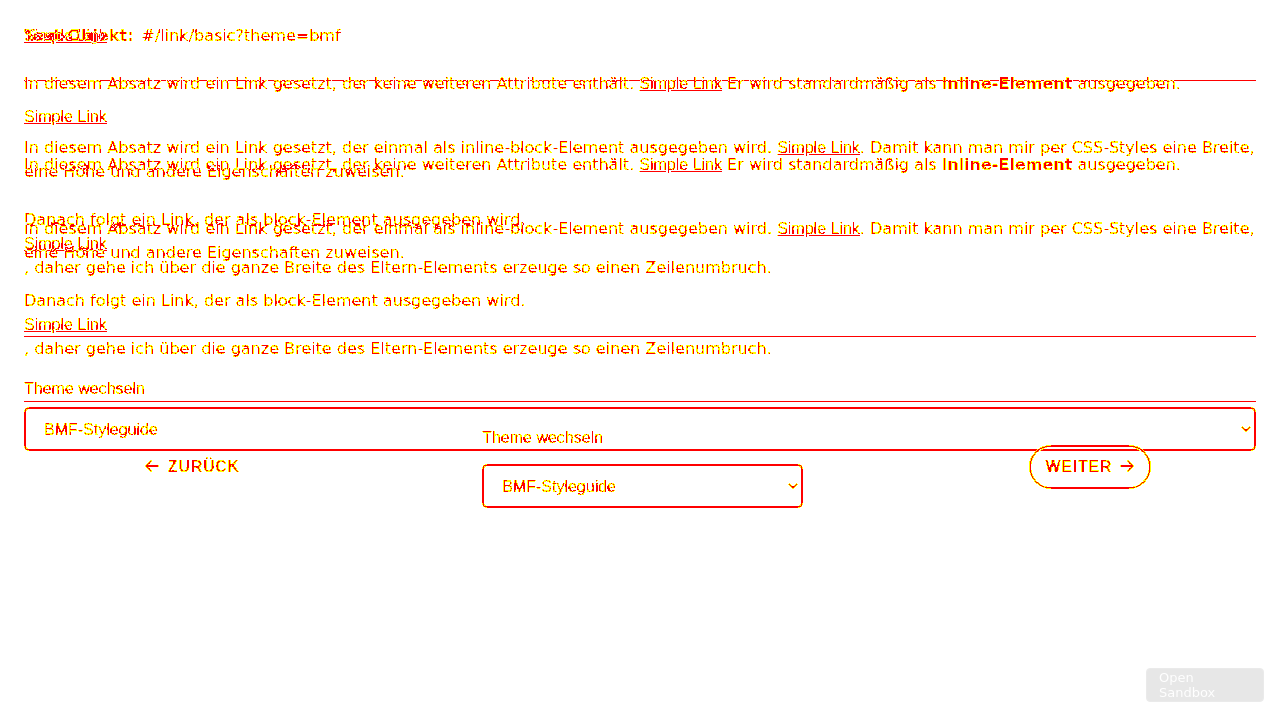 Objekt: #/link/basic?theme=bmf
In diesem Absatz wird ein Link gesetzt, der keine weiteren Attribute enthält. Simple Link Er wird standardmäßig als Inline-Element ausgegeben.
Simple Link
In diesem Absatz wird ein Link gesetzt, der einmal als inline-block-Element ausgegeben wird. Simple Link. Damit kann man mir per CSS-Styles eine Breite,
In diesem Absatz wird ein Link gesetzt, der keine weiteren Attribute enthält. Simple Link Er wird standardmäßig als Inline-Element ausgegeben.
eine Höhe und andere Eigenschaften zuweisen.
Danach folgt ein Link, der als block-Element ausgegeben wird.
In diesem Absatz wird ein Link gesetzt, der einmal als inline-block-Element ausgegeben wird. Simple Link. Damit kann man mir per CSS-Styles eine Breite,
Simple Link
eine Höhe und andere Eigenschaften zuweisen.
, daher gehe ich über die ganze Breite des Eltern-Elements erzeuge so einen Zeilenumbruch.
Danach folgt ein Link, der als block-Element ausgegeben wird.
Simple Link
, daher gehe ich über die ganze Breite des Eltern-Elements erzeuge so einen Zeilenumbruch.
Theme wechseln
BMF-Styleguide
Theme wechseln
← ZURÜCK
WEITER →
BMF-Styleguide
Open
Sandbox